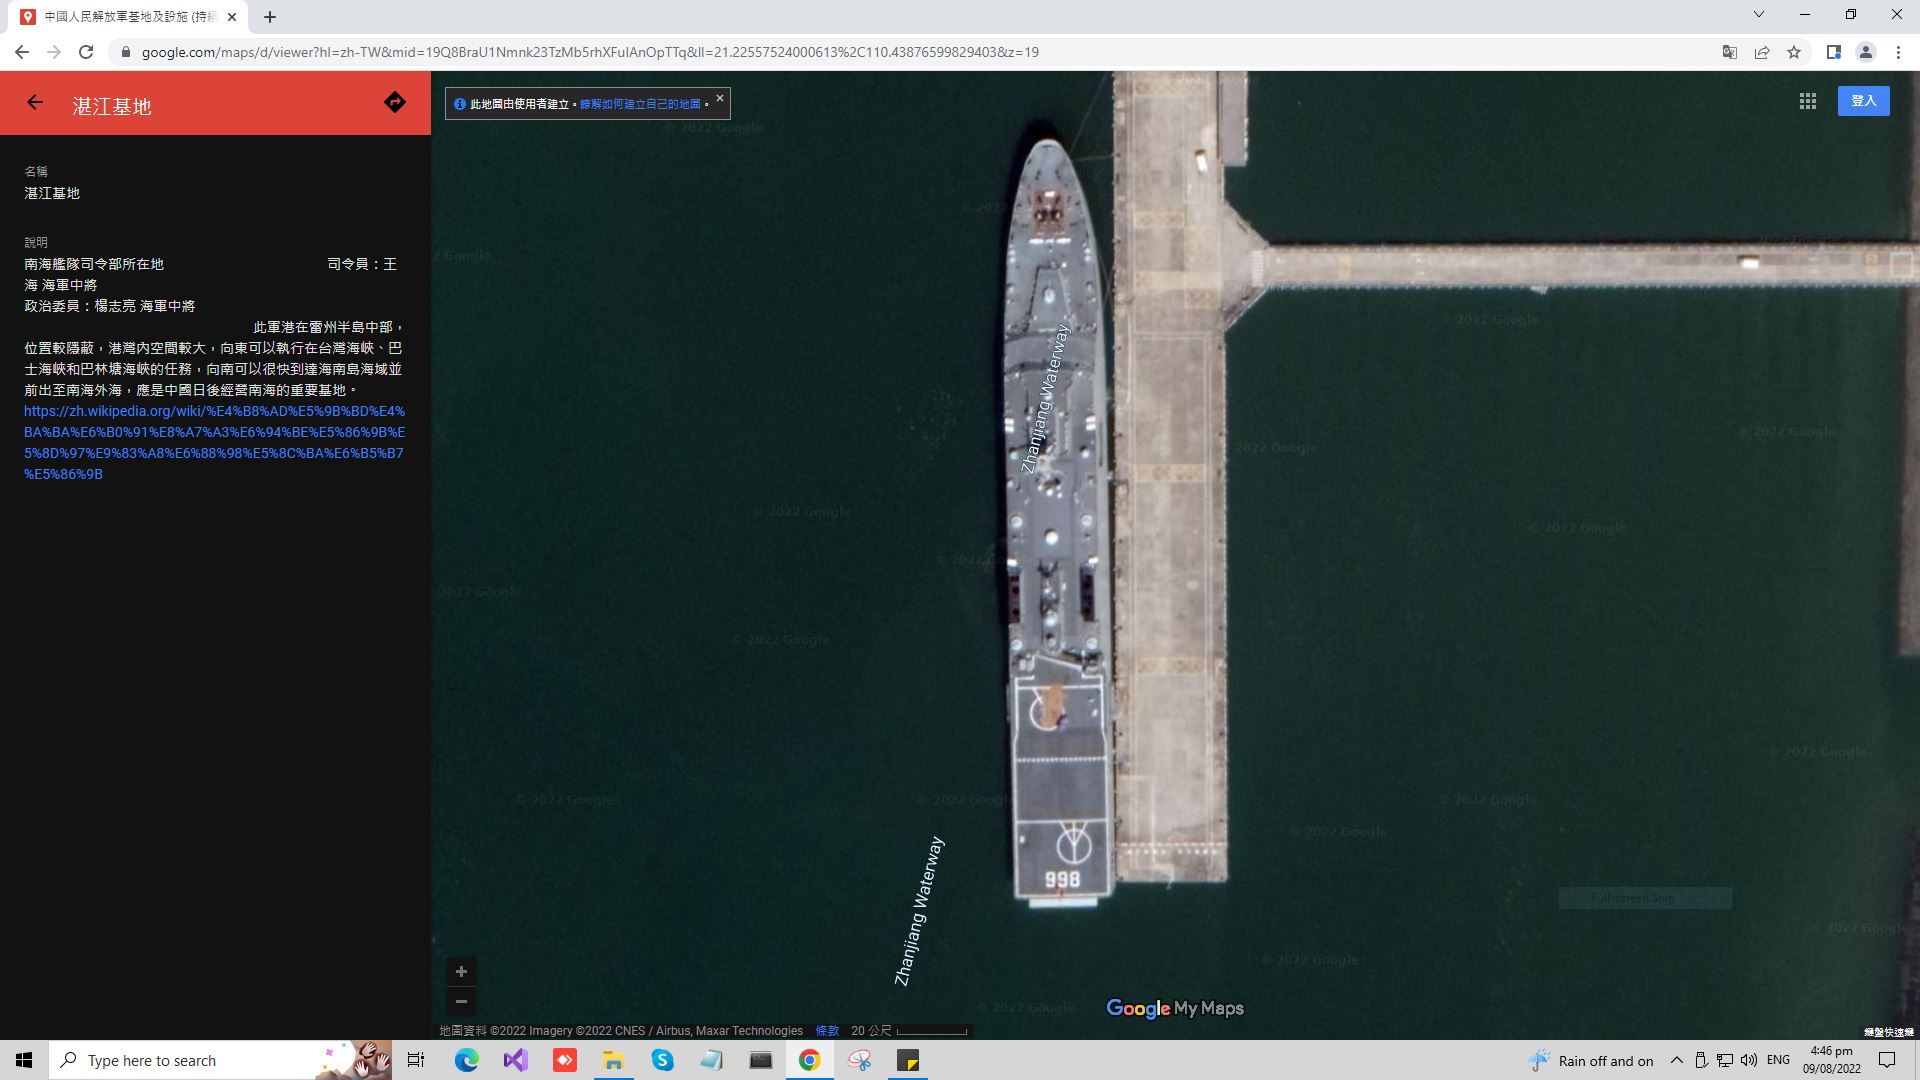 中國人民解放軍基地及設施 (持續
google.com/maps/d/viewer?hl=zh-TW&mid=19Q8BraU1Nmnk23TzMb5rhXFuIAnOpTTq&ll=21.22557524000613%2C110.43876599829403&z=19
湛江基地
此地圖由使用者建立。瞭解如何建立自己的地圖。
登入
名稱
湛江基地
說明
南海艦隊司令部所在地 司令員：王
海 海軍中將
政治委員：楊志亮 海軍中將
此軍港在雷州半島中部，
位置較隱蔽，港灣內空間較大，向東可以執行在台灣海峽、巴
士海峽和巴林塘海峽的任務，向南可以很快到達海南島海域並
前出至南海外海，應是中國日後經營南海的重要基地。
https://zh.wikipedia.org/wiki/%E4%B8%AD%E5%9B%BD%E4%
BA%BA%E6%B0%91%E8%A7%A3%E6%94%BE%E5%86%9B%E
5%8D%97%E9%83%A8%E6%88%98%E5%8C%BA%E6%B5%B7
%E5%86%9B
Zhanjiang Waterway
Zhanjiang Waterway
998
Full-screen Snip
© 2022 Google
Google My Maps
地圖資料 ©2022 Imagery ©2022 CNES / Airbus, Maxar Technologies 條款 20 公尺
鍵盤快速鍵
Type here to search
Rain off and on
ENG
4:46 pm
09/08/2022